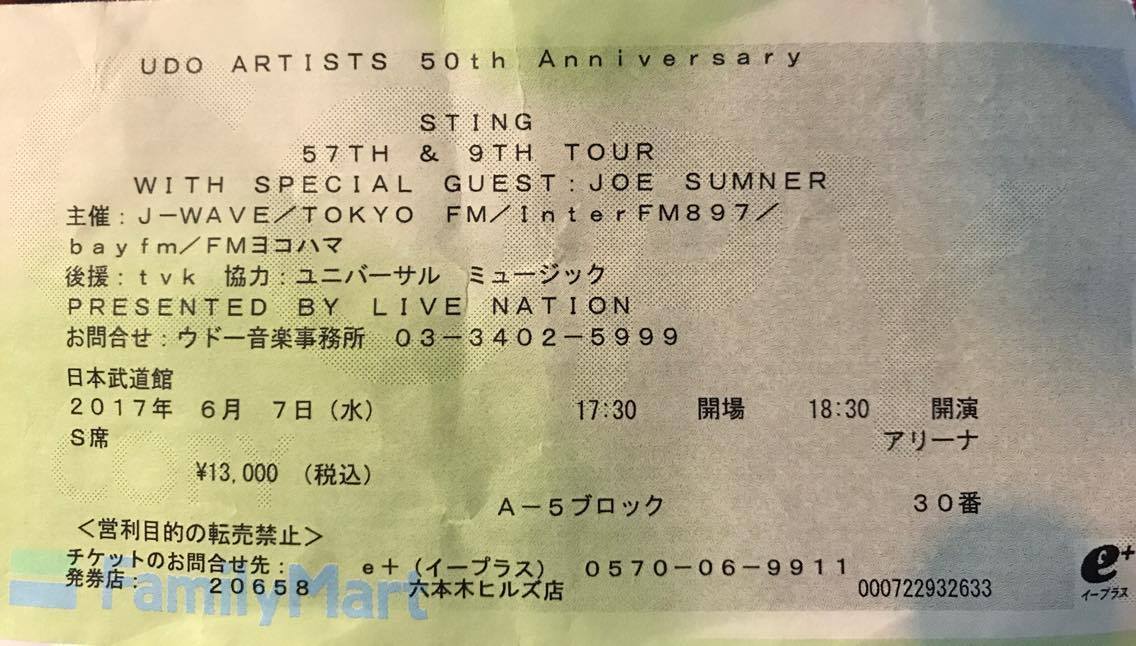 UDO ARTISTS 50th Anniversary
STING
57TH & 9TH TOUR
WITH SPECIAL GUEST:JOE SUMNER
主催:J-WAVE/TOKYO FM/InterFM897/
bayfm/FMヨコハマ
後援:tvk 協力:ユニバーサル ミュージック
PRESENTED BY LIVE NATION
お問合せ:ウドー音楽事務所 03-3402-5999
日本武道館
2017年 6月 7日(水) 17:30 開場 18:30 開演
S席 アリーナ
¥13,000 (税込)
A-5ブロック 30番
<営利目的の転売禁止>
チケットのお問合せ先: e+(イープラス) 0570-06-9911
発券店: 20658 六本木ヒルズ店 000722932633
FamilyMart
e+
イープラス
COPY